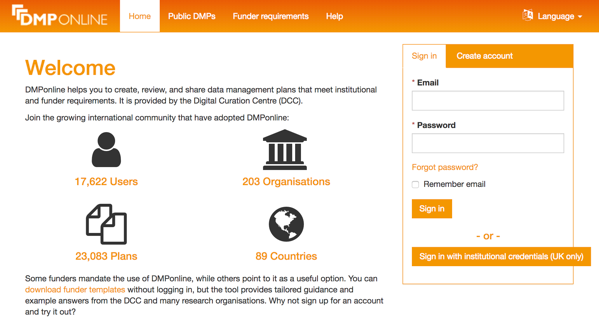 DMPONLINE
Home
Public DMPs
Funder requirements
Help
Language
Welcome
DMPonline helps you to create, review, and share data management plans that meet institutional
and funder requirements. It is provided by the Digital Curation Centre (DCC).
Join the growing international community that have adopted DMPonline:
17,622 Users
203 Organisations
23,083 Plans
89 Countries
Some funders mandate the use of DMPonline, while others point to it as a useful option. You can
download funder templates without logging in, but the tool provides tailored guidance and
example answers from the DCC and many research organisations. Why not sign up for an account
and try it out?
Sign in
Create account
* Email
* Password
Forgot password?
Remember email
Sign in
- or -
Sign in with institutional credentials (UK only)